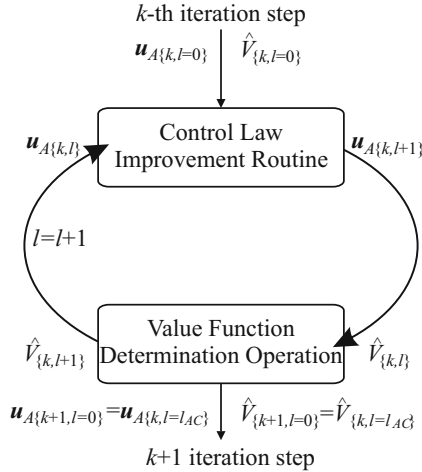 k-th iteration step
u_{A{k,l=0}} V̂_{{k,l=0}}
Control Law
Improvement Routine
u_{A{k,l}} u_{A{k,l+1}}
l=l+1
Value Function
Determination Operation
V̂_{{k,l+1}} V̂_{{k,l}}
u_{A{k+1,l=0}}=u_{A{k,l=l_{AC}}} V̂_{{k+1,l=0}}=V̂_{{k,l=l_{AC}}}
k+1 iteration step